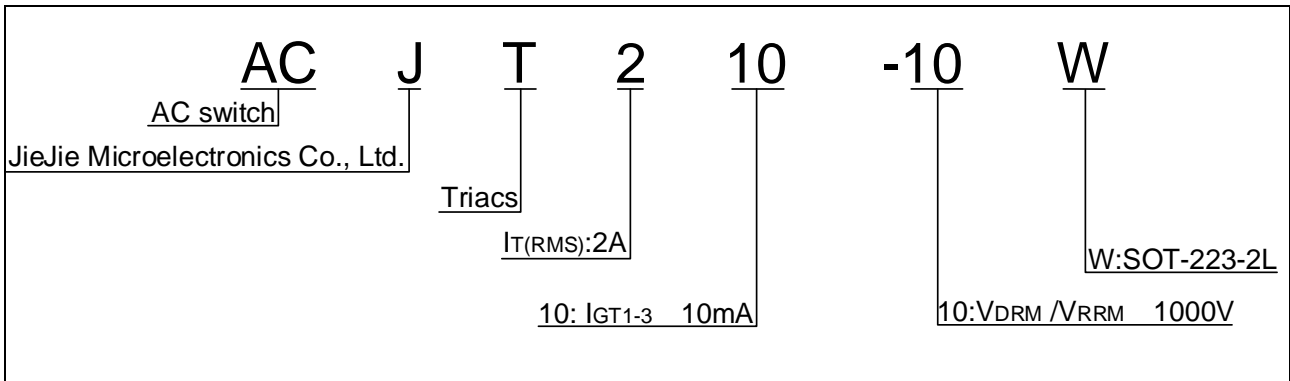 AC J T 2 10 -10 W
AC switch
JieJie Microelectronics Co., Ltd.
Triacs
IT(RMS):2A
W:SOT-223-2L
10: IGT1-3 10mA
10:VDRM /VRRM 1000V